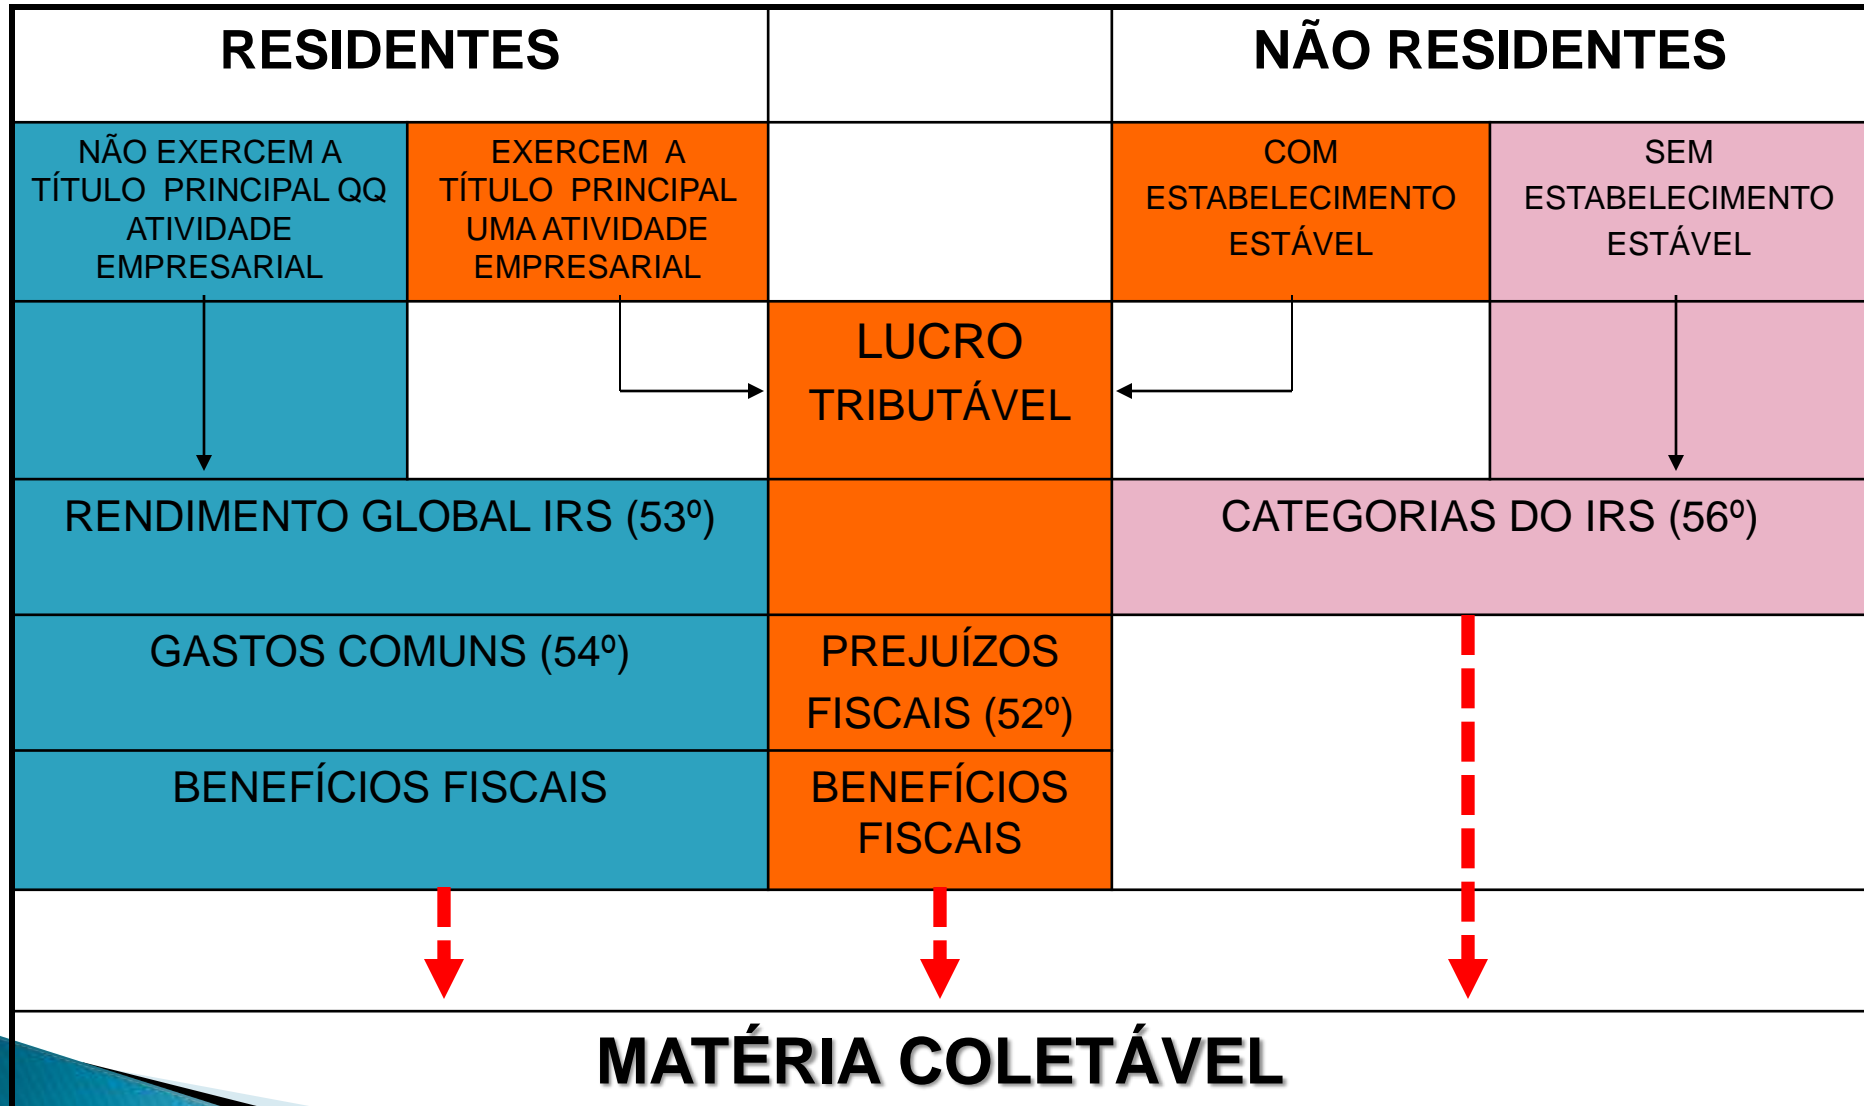 RESIDENTES
NÃO RESIDENTES
NÃO EXERCEM A
TÍTULO PRINCIPAL QQ
ATIVIDADE
EMPRESARIAL
EXERCEM A
TÍTULO PRINCIPAL
UMA ATIVIDADE
EMPRESARIAL
COM
ESTABELECIMENTO
ESTÁVEL
SEM
ESTABELECIMENTO
ESTÁVEL
LUCRO
TRIBUTÁVEL
RENDIMENTO GLOBAL IRS (53º)
CATEGORIAS DO IRS (56º)
GASTOS COMUNS (54º)
PREJUÍZOS
FISCAIS (52º)
BENEFÍCIOS FISCAIS
BENEFÍCIOS
FISCAIS
MATÉRIA COLETÁVEL